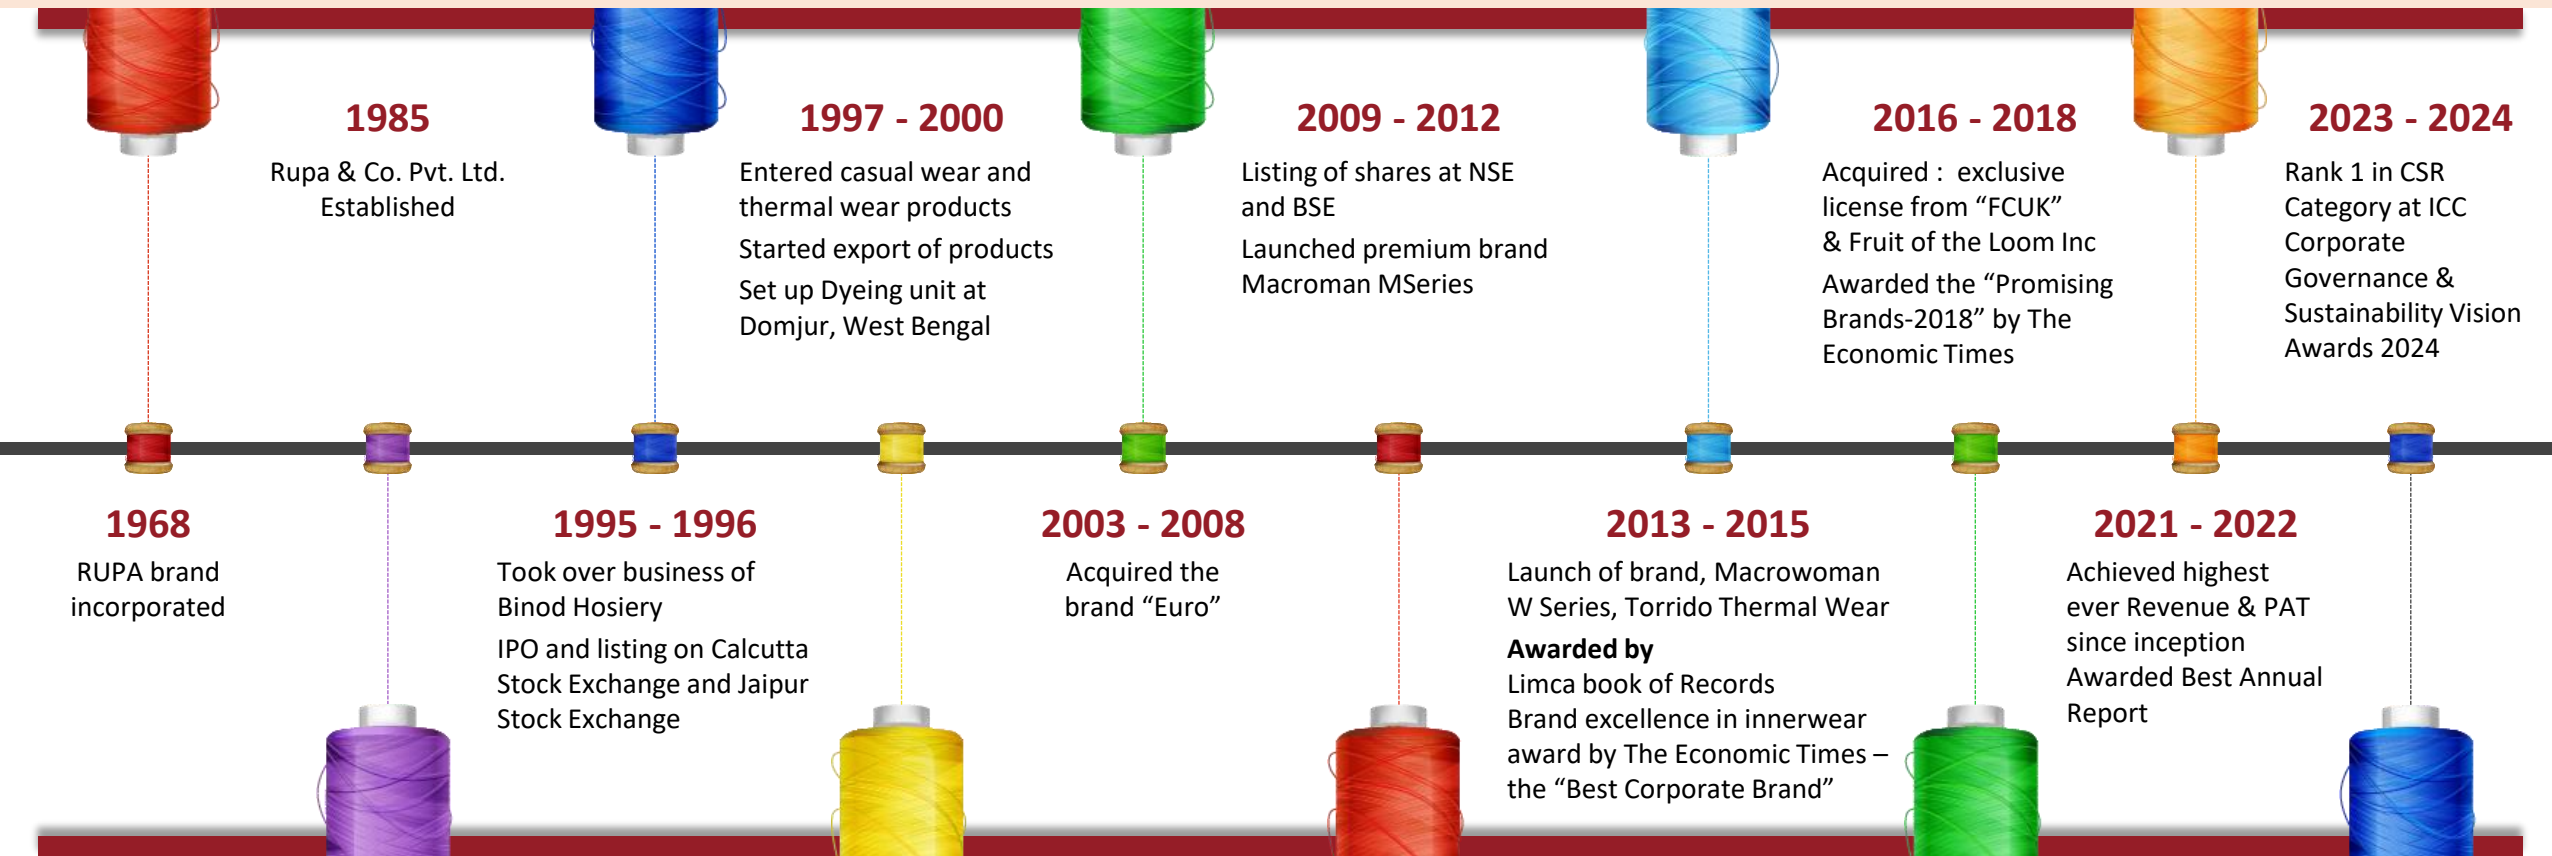 1985
Rupa & Co. Pvt. Ltd.
Established
1997 - 2000
Entered casual wear and
thermal wear products
Started export of products
Set up Dyeing unit at
Domjur, West Bengal
2009 - 2012
Listing of shares at NSE
and BSE
Launched premium brand
Macroman MSeries
2016 - 2018
Acquired :  exclusive
license from “FCUK”
& Fruit of the Loom Inc
Awarded the “Promising
Brands-2018” by The
Economic Times
2023 - 2024
Rank 1 in CSR
Category at ICC
Corporate
Governance &
Sustainability Vision
Awards 2024
1968
RUPA brand
incorporated
1995 - 1996
Took over business of
Binod Hosiery
IPO and listing on Calcutta
Stock Exchange and Jaipur
Stock Exchange
2003 - 2008
Acquired the
brand “Euro”
2013 - 2015
Launch of brand, Macrowoman
W Series, Torrido Thermal Wear
Awarded by
Limca book of Records
Brand excellence in innerwear
award by The Economic Times –
the “Best Corporate Brand”
2021 - 2022
Achieved highest
ever Revenue & PAT
since inception
Awarded Best Annual
Report